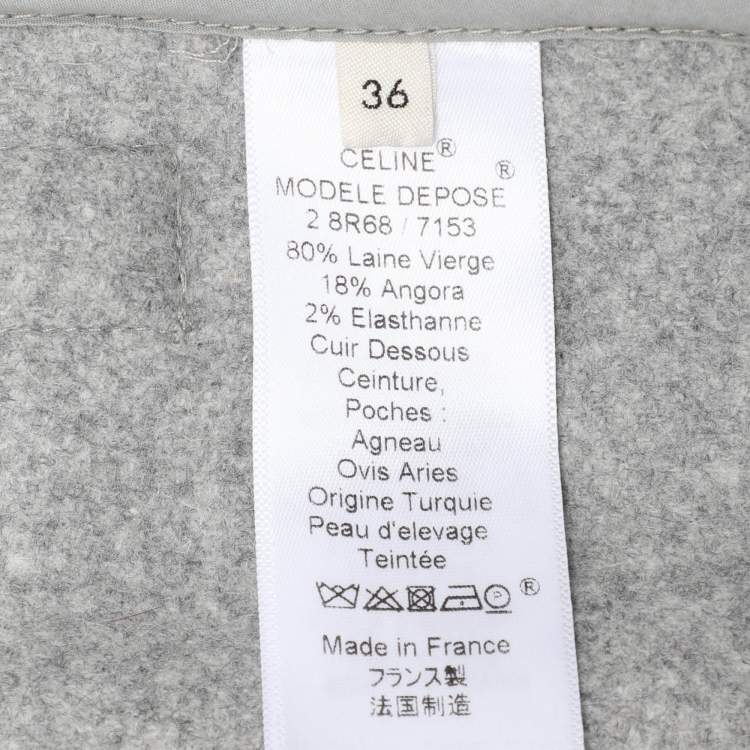 36
CELINE®
MODELE DEPOSE ®
2 8R68 / 7153
80% Laine Vierge
18% Angora
2% Elasthanne
Cuir Dessous
Ceinture,
Poches :
Agneau
Ovis Aries
Origine Turquie
Peau d'elevage
Teintée
P ®
Made in France
フランス製
法国制造